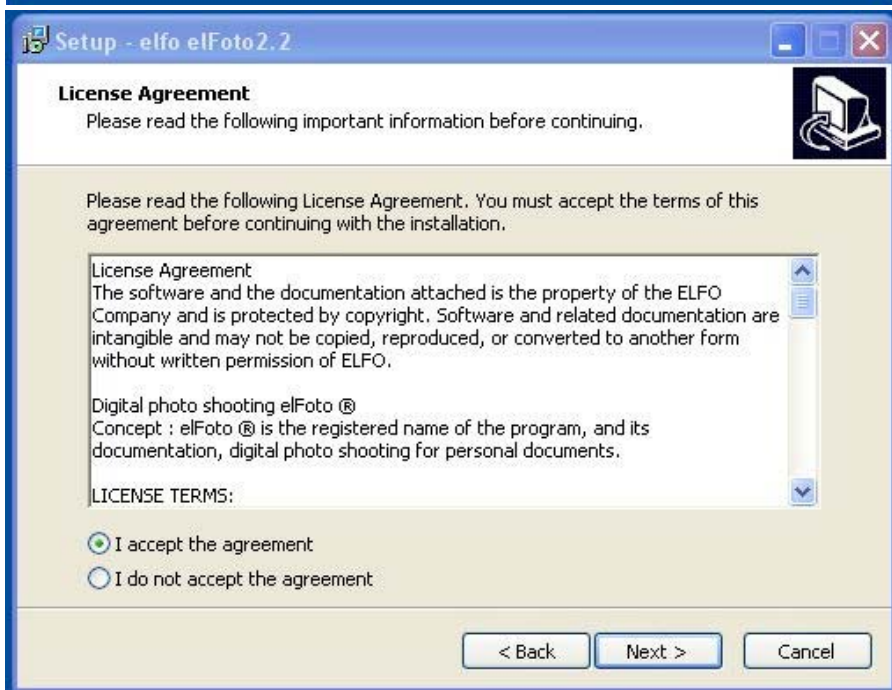 Setup - elfo elFoto2.2
License Agreement
Please read the following important information before continuing.
Please read the following License Agreement. You must accept the terms of this
agreement before continuing with the installation.
License Agreement
The software and the documentation attached is the property of the ELFO
Company and is protected by copyright. Software and related documentation are
intangible and may not be copied, reproduced, or converted to another form
without written permission of ELFO.
Digital photo shooting elFoto ®
Concept : elFoto ® is the registered name of the program, and its
documentation, digital photo shooting for personal documents.
LICENSE TERMS:
I accept the agreement
I do not accept the agreement
< Back Next > Cancel